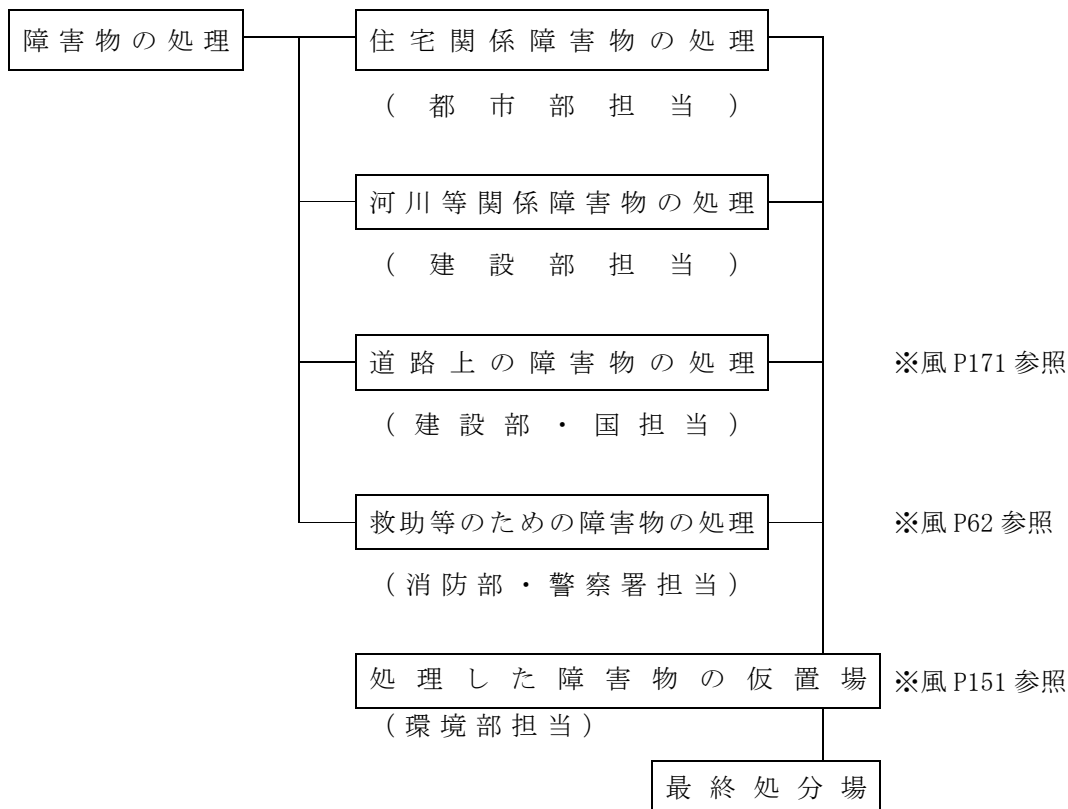 障害物の処理
住宅関係障害物の処理
(都市部担当)
河川等関係障害物の処理
(建設部担当)
道路上の障害物の処理
※風P171参照
(建設部・国担当)
救助等のための障害物の処理
※風P62参照
(消防部・警察署担当)
処理した障害物の仮置場
※風P151参照
(環境部担当)
最終処分場